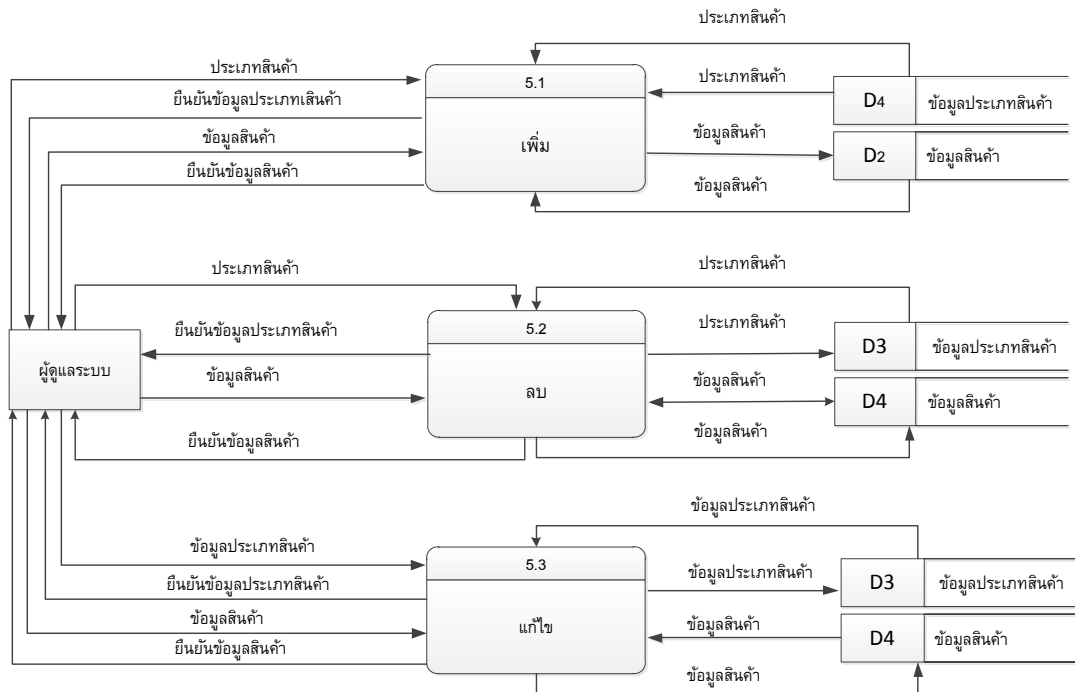 ประเภทสินค้า
ประเภทสินค้า
5.1
ประเภทสินค้า
D4
ข้อมูลประเภทสินค้า
ยืนยันข้อมูลประเภทเสินค้า
ข้อมูลสินค้า
เพิ่ม
ข้อมูลสินค้า
D2
ข้อมูลสินค้า
ยืนยันข้อมูลสินค้า
ข้อมูลสินค้า
ประเภทสินค้า
ประเภทสินค้า
5.2
ยืนยันข้อมูลประเภทสินค้า
ประเภทสินค้า
D3
ข้อมูลประเภทสินค้า
ผู้ดูแลระบบ
ข้อมูลสินค้า
ลบ
ข้อมูลสินค้า
D4
ข้อมูลสินค้า
ยืนยันข้อมูลสินค้า
ข้อมูลสินค้า
ข้อมูลประเภทสินค้า
ข้อมูลประเภทสินค้า
5.3
ข้อมูลประเภทสินค้า
D3
ข้อมูลประเภทสินค้า
ยืนยันข้อมูลประเภทสินค้า
ข้อมูลสินค้า
แก้ไข
ข้อมูลสินค้า
D4
ข้อมูลสินค้า
ยืนยันข้อมูลสินค้า
ข้อมูลสินค้า